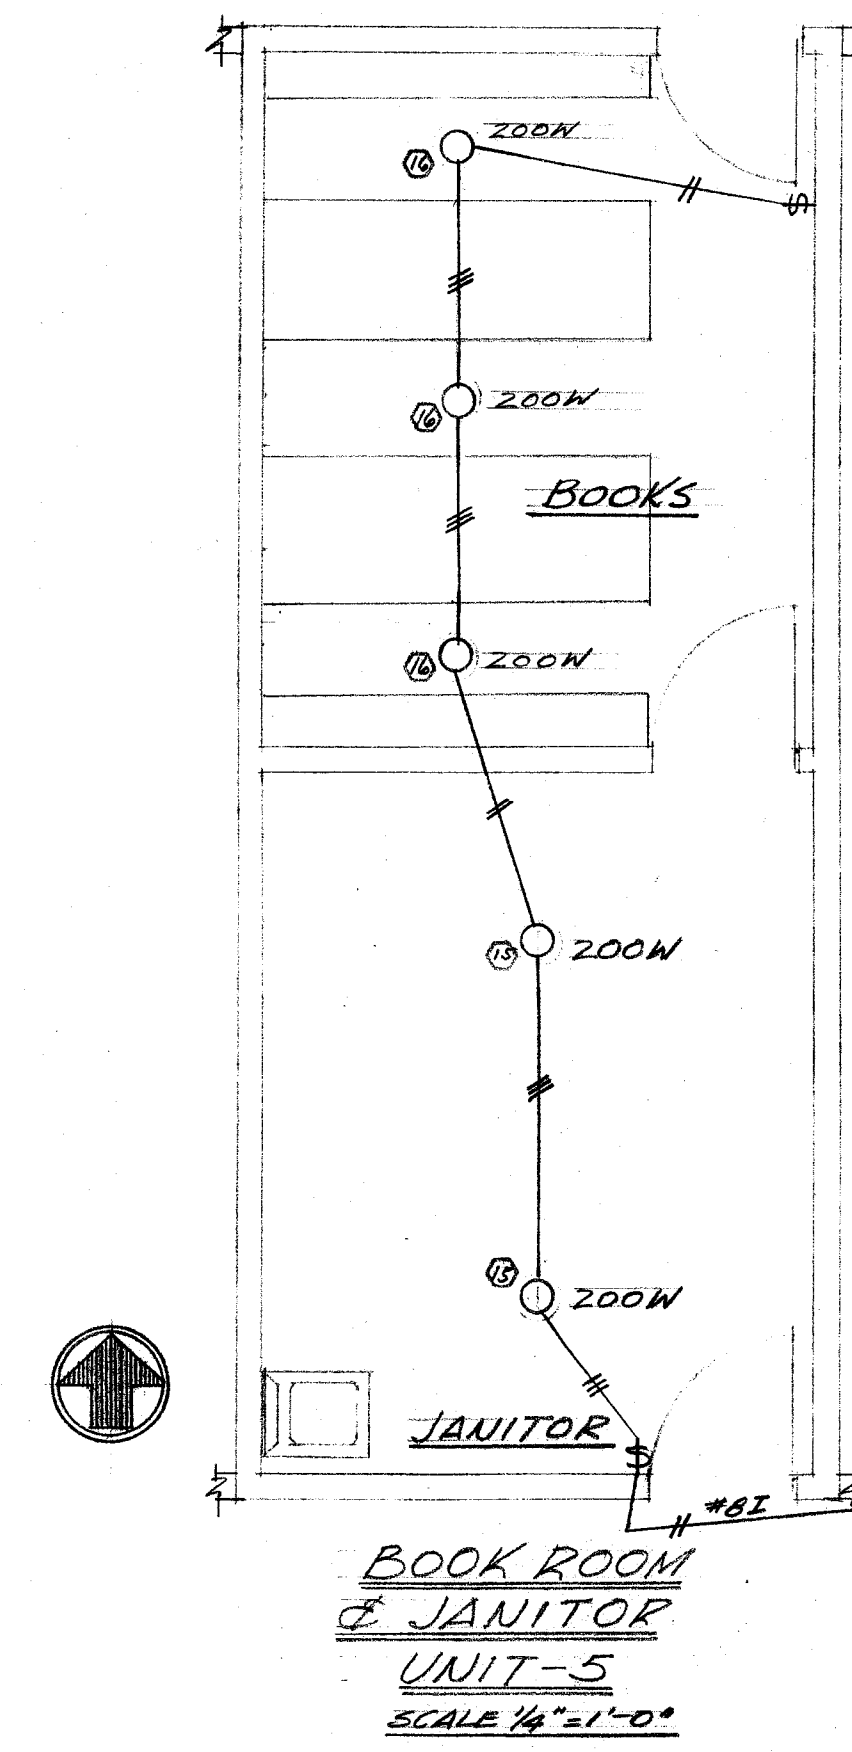 200W
16
$
200W
16
BOOKS
16 200W
15 200W
15
200W
JANITOR
$
#8I
BOOK ROOM
& JANITOR
UNIT-5
SCALE 1/4"=1'-0"